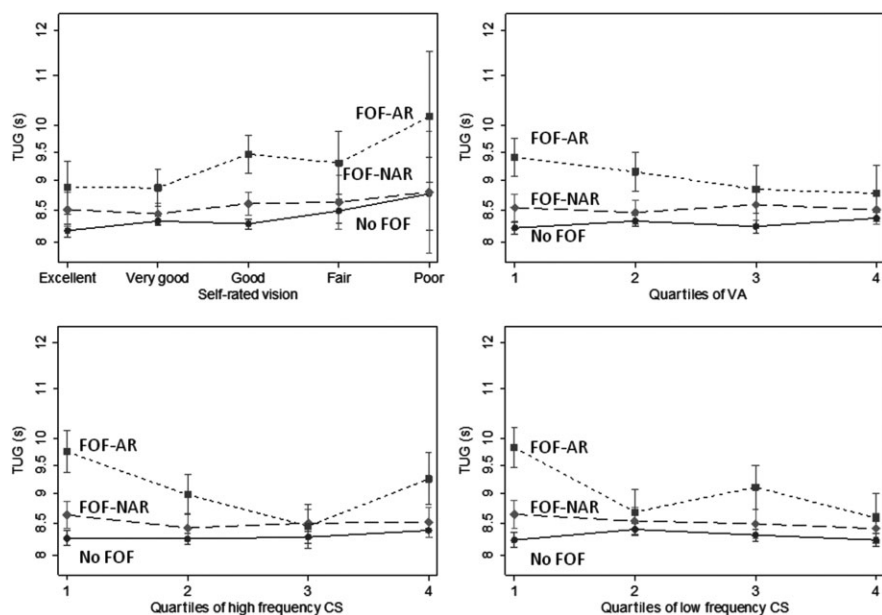 12
11
10
9.5
9
8.5
8
TUG (s)
FOF-AR
FOF-NAR
No FOF
Excellent Very good Good Fair Poor
Self-rated vision
12
11
10
9.5
9
8.5
8
TUG (s)
FOF-AR
FOF-NAR
No FOF
1 2 3 4
Quartiles of VA
12
11
10
9.5
9
8.5
8
TUG (s)
FOF-AR
FOF-NAR
No FOF
1 2 3 4
Quartiles of high frequency CS
12
11
10
9.5
9
8.5
8
TUG (s)
FOF-AR
FOF-NAR
No FOF
1 2 3 4
Quartiles of low frequency CS